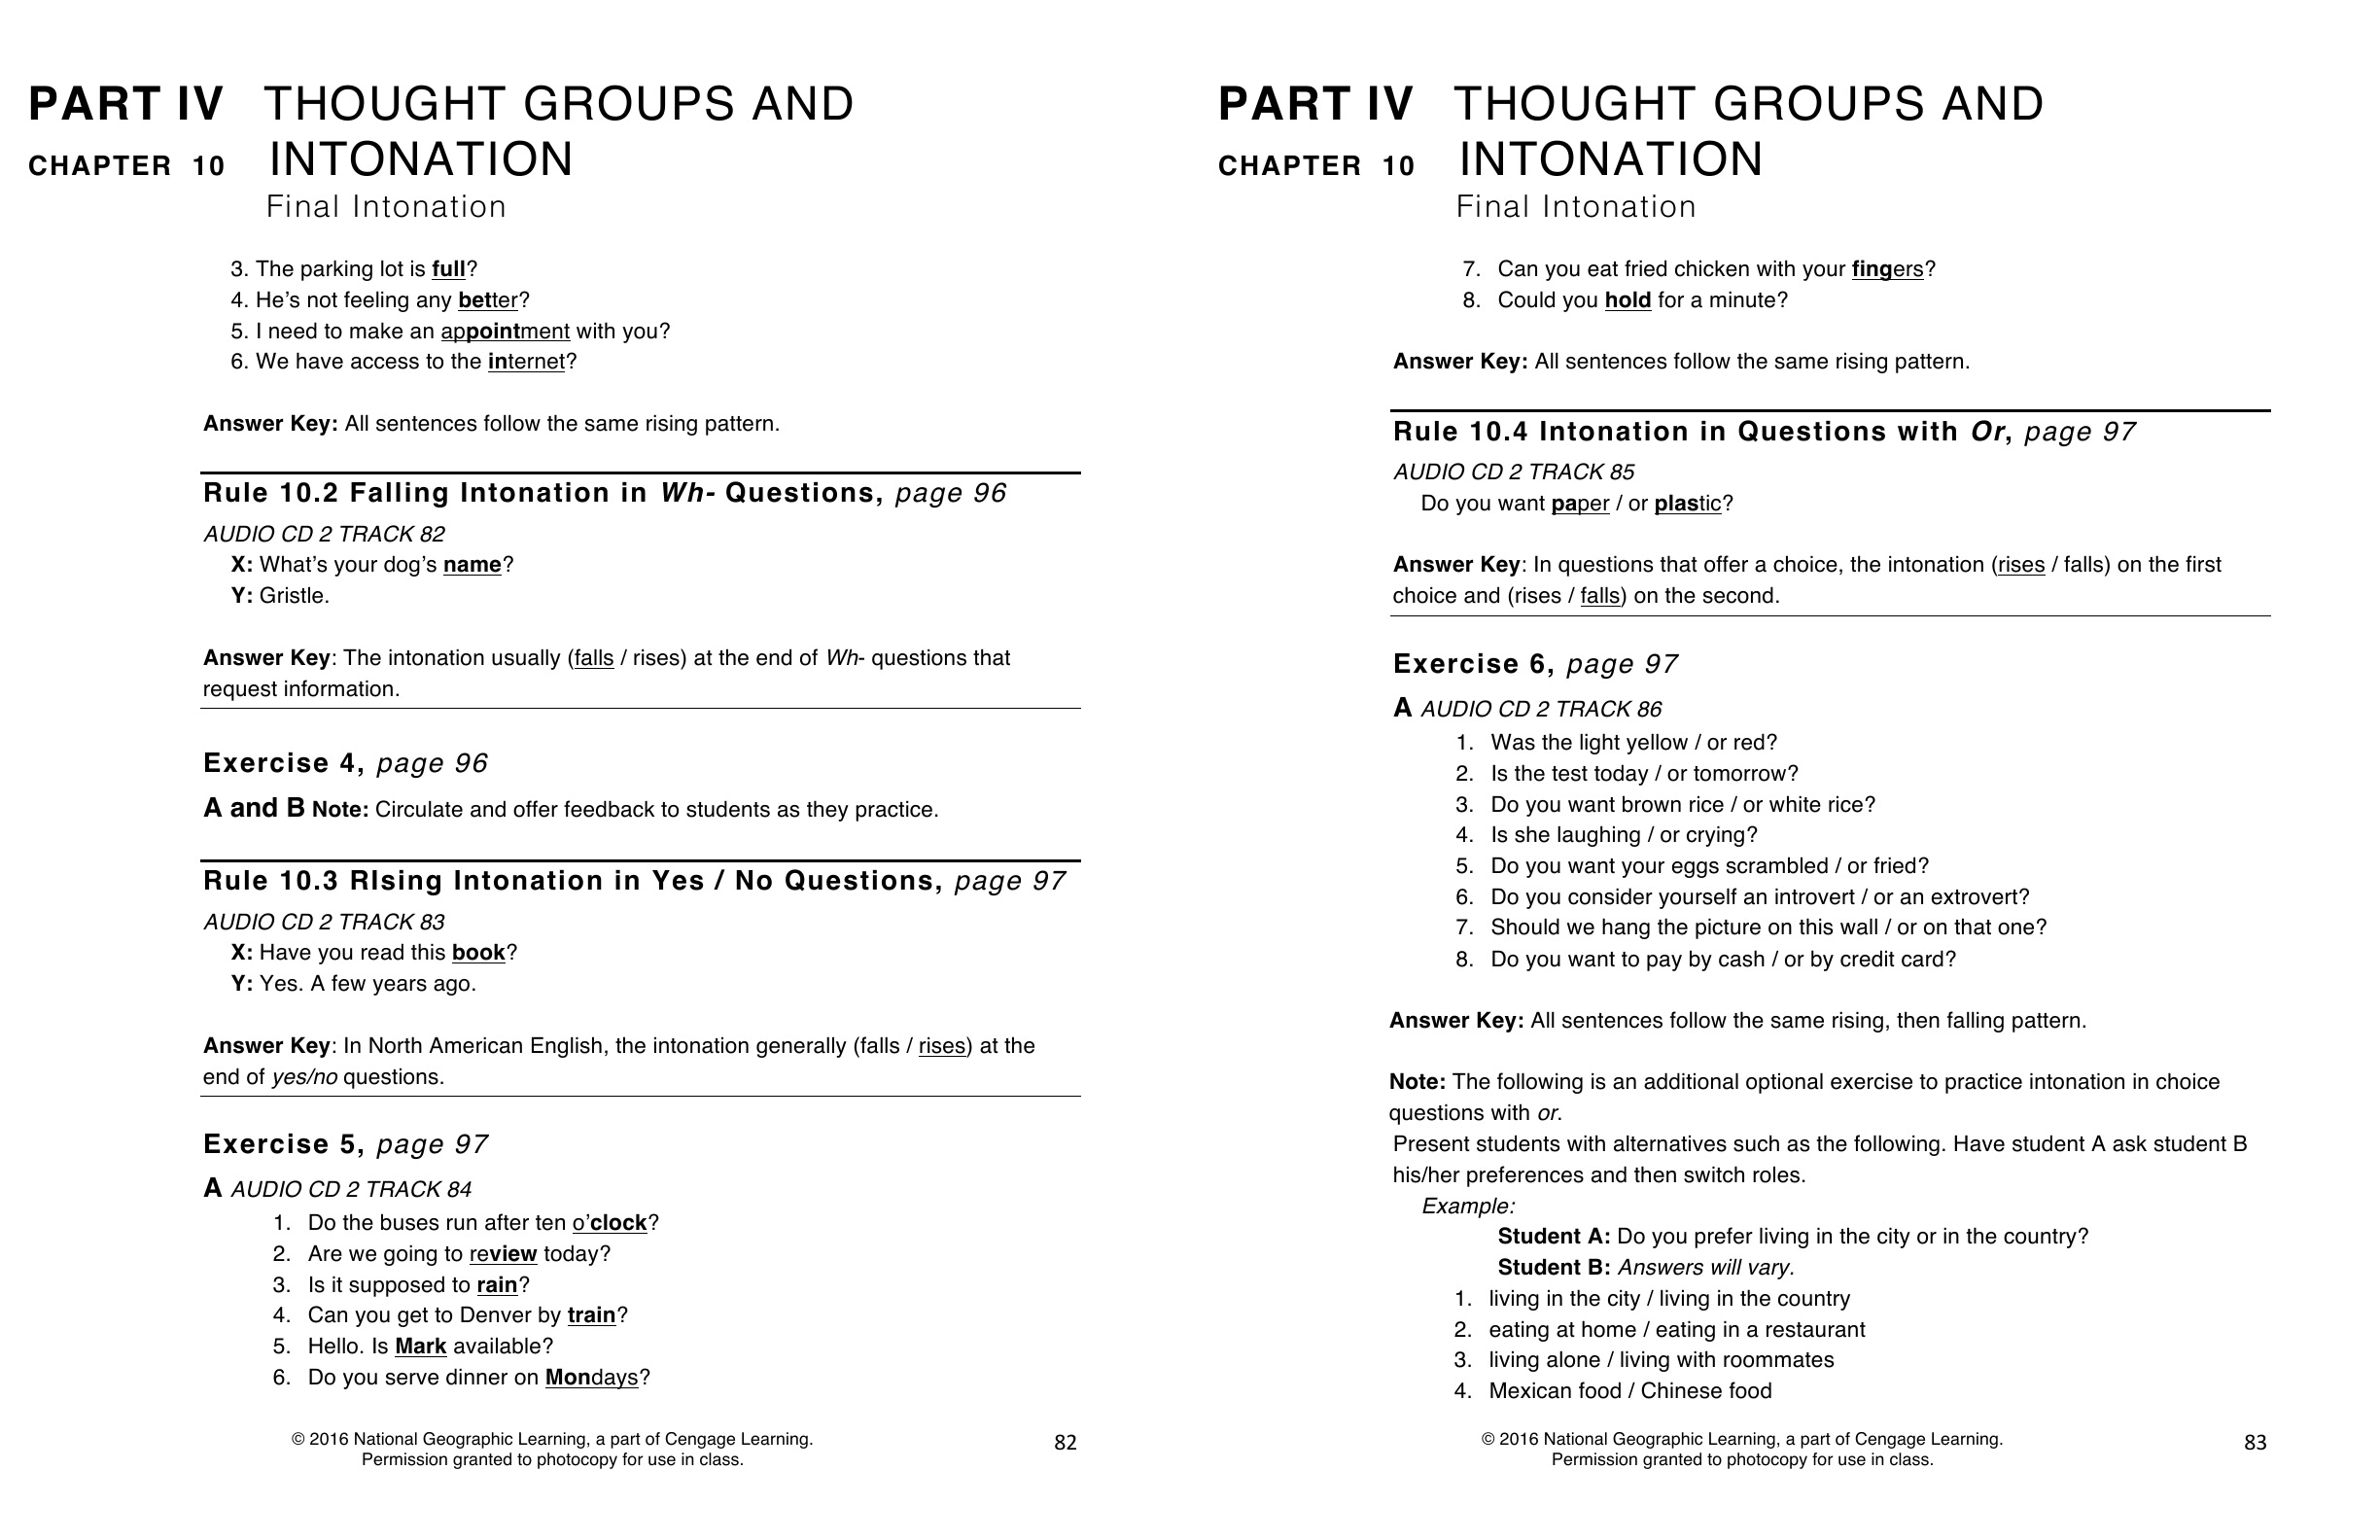 PART IV THOUGHT GROUPS AND
CHAPTER 10 INTONATION
Final Intonation
3. The parking lot is full?
4. He’s not feeling any better?
5. I need to make an appointment with you?
6. We have access to the internet?
Answer Key: All sentences follow the same rising pattern.
Rule 10.2 Falling Intonation in Wh- Questions, page 96
AUDIO CD 2 TRACK 82
X: What’s your dog’s name?
Y: Gristle.
Answer Key: The intonation usually (falls / rises) at the end of Wh- questions that
request information.
Exercise 4, page 96
A and B Note: Circulate and offer feedback to students as they practice.
Rule 10.3 RIsing Intonation in Yes / No Questions, page 97
AUDIO CD 2 TRACK 83
X: Have you read this book?
Y: Yes. A few years ago.
Answer Key: In North American English, the intonation generally (falls / rises) at the
end of yes/no questions.
Exercise 5, page 97
A AUDIO CD 2 TRACK 84
1. Do the buses run after ten o’clock?
2. Are we going to review today?
3. Is it supposed to rain?
4. Can you get to Denver by train?
5. Hello. Is Mark available?
6. Do you serve dinner on Mondays?
© 2016 National Geographic Learning, a part of Cengage Learning.
Permission granted to photocopy for use in class.
82
PART IV THOUGHT GROUPS AND
CHAPTER 10 INTONATION
Final Intonation
7. Can you eat fried chicken with your fingers?
8. Could you hold for a minute?
Answer Key: All sentences follow the same rising pattern.
Rule 10.4 Intonation in Questions with Or, page 97
AUDIO CD 2 TRACK 85
Do you want paper / or plastic?
Answer Key: In questions that offer a choice, the intonation (rises / falls) on the first
choice and (rises / falls) on the second.
Exercise 6, page 97
A AUDIO CD 2 TRACK 86
1. Was the light yellow / or red?
2. Is the test today / or tomorrow?
3. Do you want brown rice / or white rice?
4. Is she laughing / or crying?
5. Do you want your eggs scrambled / or fried?
6. Do you consider yourself an introvert / or an extrovert?
7. Should we hang the picture on this wall / or on that one?
8. Do you want to pay by cash / or by credit card?
Answer Key: All sentences follow the same rising, then falling pattern.
Note: The following is an additional optional exercise to practice intonation in choice
questions with or.
Present students with alternatives such as the following. Have student A ask student B
his/her preferences and then switch roles.
Example:
Student A: Do you prefer living in the city or in the country?
Student B: Answers will vary.
1. living in the city / living in the country
2. eating at home / eating in a restaurant
3. living alone / living with roommates
4. Mexican food / Chinese food
© 2016 National Geographic Learning, a part of Cengage Learning.
Permission granted to photocopy for use in class.
83